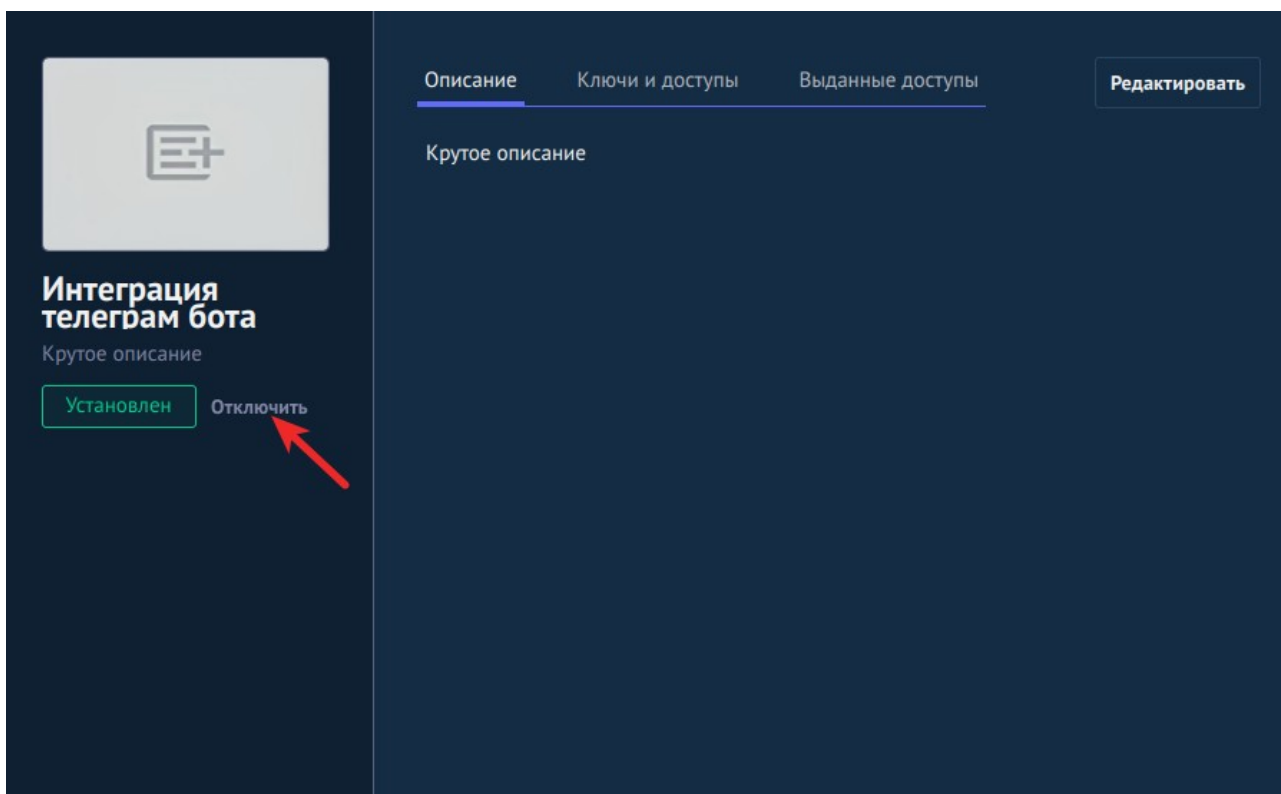 Описание Ключи и доступы Выданные доступы Редактировать
Крутое описание
Интеграция
телеграм бота
Крутое описание
Установлен Отключить